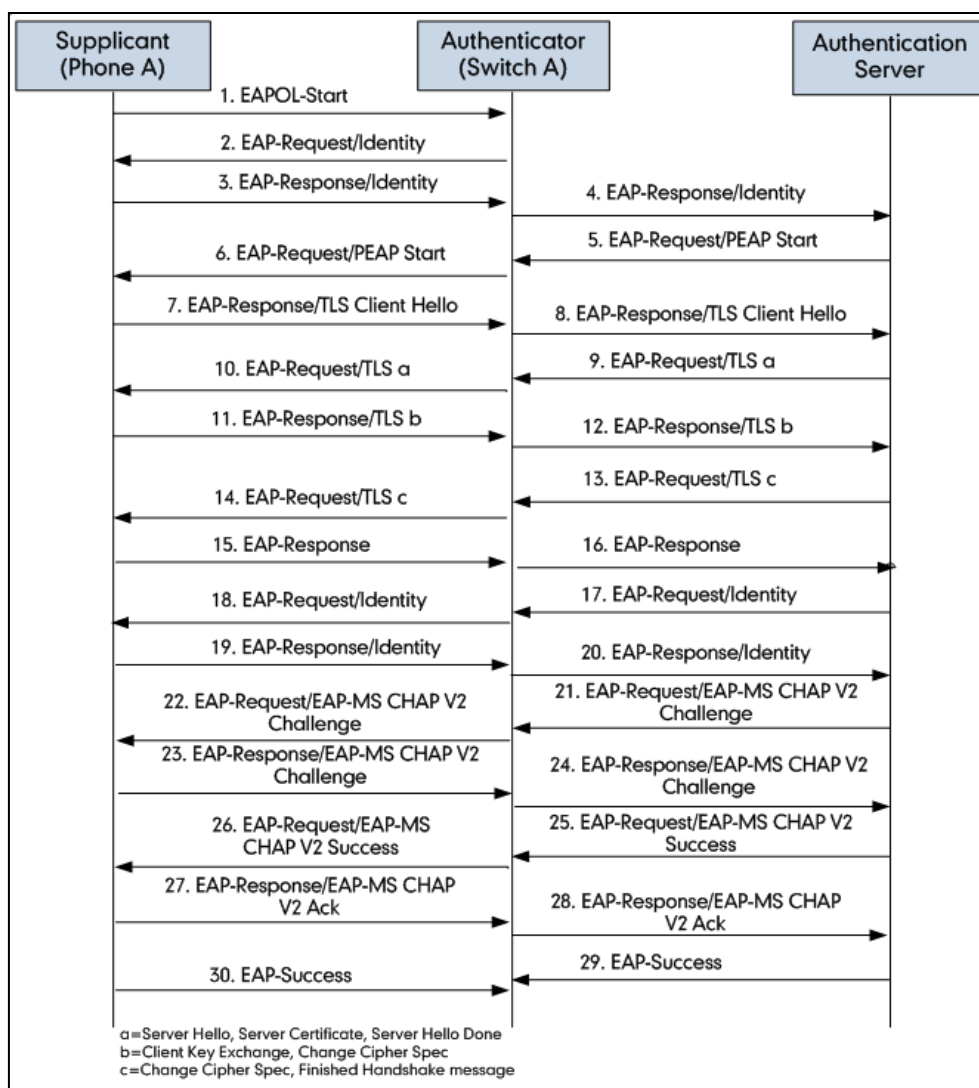 Supplicant
(Phone A)
Authenticator
(Switch A)
Authentication
Server
1. EAPOL-Start
2. EAP-Request/Identity
3. EAP-Response/Identity
4. EAP-Response/Identity
5. EAP-Request/PEAP Start
6. EAP-Request/PEAP Start
7. EAP-Response/TLS Client Hello
8. EAP-Response/TLS Client Hello
9. EAP-Request/TLS a
10. EAP-Request/TLS a
11. EAP-Response/TLS b
12. EAP-Response/TLS b
13. EAP-Request/TLS c
14. EAP-Request/TLS c
15. EAP-Response
16. EAP-Response
17. EAP-Request/Identity
18. EAP-Request/Identity
19. EAP-Response/Identity
20. EAP-Response/Identity
21. EAP-Request/EAP-MS CHAP V2
Challenge
22. EAP-Request/EAP-MS CHAP V2
Challenge
23. EAP-Response/EAP-MS CHAP V2
Challenge
24. EAP-Response/EAP-MS CHAP V2
Challenge
25. EAP-Request/EAP-MS CHAP V2
Success
26. EAP-Request/EAP-MS
CHAP V2 Success
27. EAP-Response/EAP-MS CHAP
V2 Ack
28. EAP-Response/EAP-MS CHAP
V2 Ack
29. EAP-Success
30. EAP-Success
a=Server Hello, Server Certificate, Server Hello Done
b=Client Key Exchange, Change Cipher Spec
c=Change Cipher Spec, Finished Handshake message